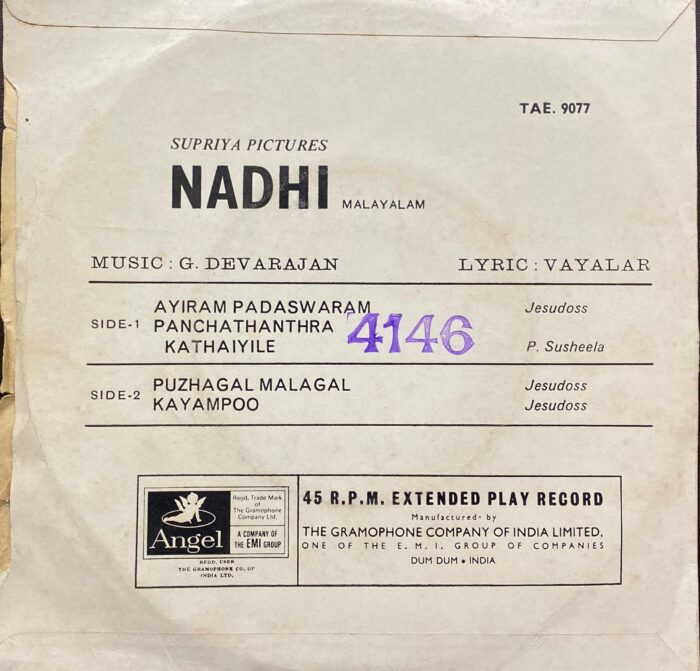 TAE. 9077
SUPRIYA PICTURES
NADHI MALAYALAM
MUSIC : G. DEVARAJAN LYRIC : VAYALAR
SIDE-1 AYIRAM PADASWARAM Jesudoss
PANCHATHANTHRA
KATHAIYILE P. Susheela
4146
SIDE-2 PUZHAGAL MALAGAL Jesudoss
KAYAMPOO Jesudoss
Angel
Regd. Trade Mark
of
The Gramophone
Company Ltd.
A COMPANY OF
THE EMI GROUP
REGD. USER
THE GRAMOPHONE CO. OF
INDIA LTD.
45 R.P.M. EXTENDED PLAY RECORD
Manufactured by
THE GRAMOPHONE COMPANY OF INDIA LIMITED,
ONE OF THE E. M. I. GROUP OF COMPANIES
DUM DUM • INDIA